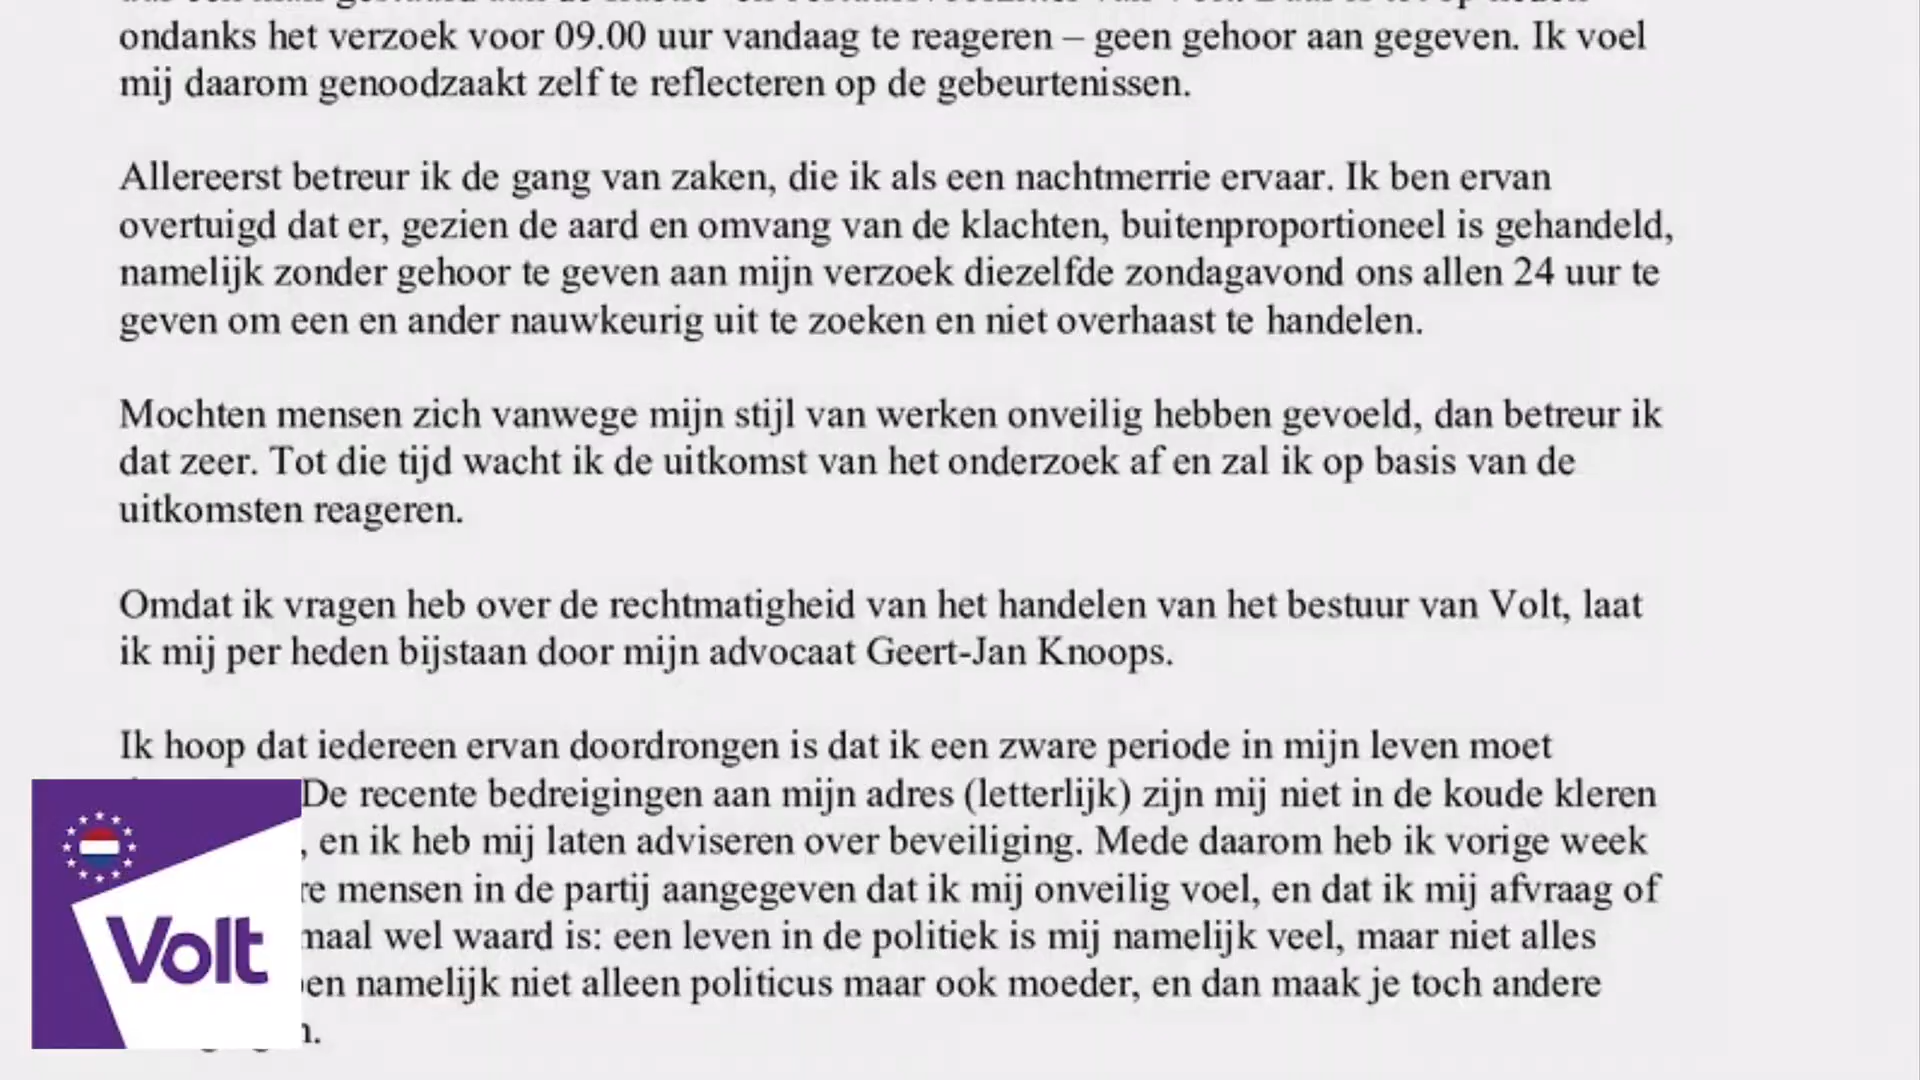 ondanks het verzoek voor 09.00 uur vandaag te reageren – geen gehoor aan gegeven. Ik voel
mij daarom genoodzaakt zelf te reflecteren op de gebeurtenissen.
Allereerst betreur ik de gang van zaken, die ik als een nachtmerrie ervaar. Ik ben ervan
overtuigd dat er, gezien de aard en omvang van de klachten, buitenproportioneel is gehandeld,
namelijk zonder gehoor te geven aan mijn verzoek diezelfde zondagavond ons allen 24 uur te
geven om een en ander nauwkeurig uit te zoeken en niet overhaast te handelen.
Mochten mensen zich vanwege mijn stijl van werken onveilig hebben gevoeld, dan betreur ik
dat zeer. Tot die tijd wacht ik de uitkomst van het onderzoek af en zal ik op basis van de
uitkomsten reageren.
Omdat ik vragen heb over de rechtmatigheid van het handelen van het bestuur van Volt, laat
ik mij per heden bijstaan door mijn advocaat Geert-Jan Knoops.
Ik hoop dat iedereen ervan doordrongen is dat ik een zware periode in mijn leven moet
De recente bedreigingen aan mijn adres (letterlijk) zijn mij niet in de koude kleren
, en ik heb mij laten adviseren over beveiliging. Mede daarom heb ik vorige week
mensen in de partij aangegeven dat ik mij onveilig voel, en dat ik mij afvraag of
maal wel waard is: een leven in de politiek is mij namelijk veel, maar niet alles
en namelijk niet alleen politicus maar ook moeder, en dan maak je toch andere
Volt